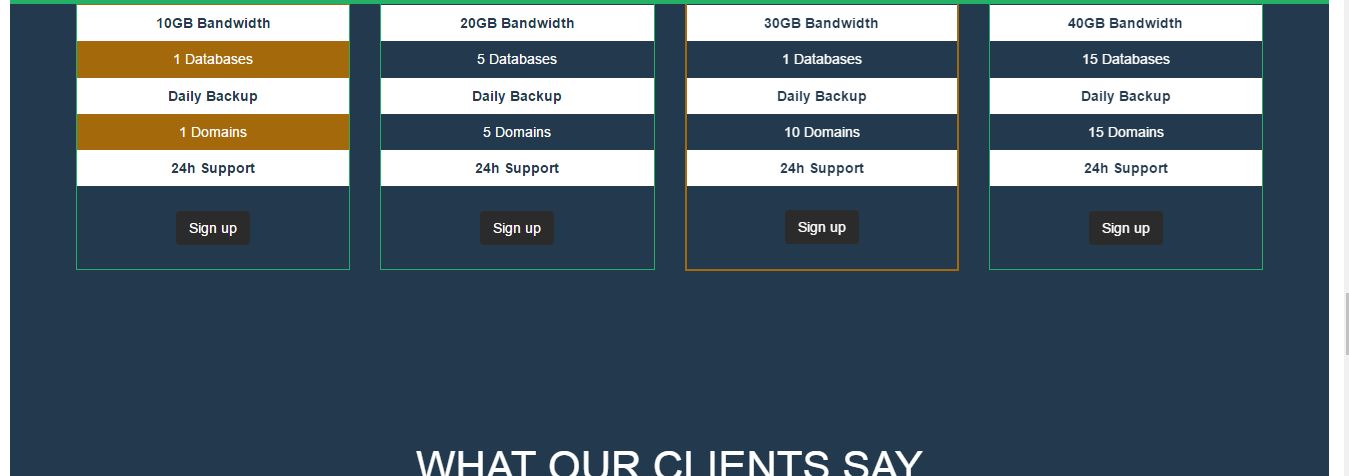 10GB Bandwidth
1 Databases
Daily Backup
1 Domains
24h Support
Sign up
20GB Bandwidth
5 Databases
Daily Backup
5 Domains
24h Support
Sign up
30GB Bandwidth
1 Databases
Daily Backup
10 Domains
24h Support
Sign up
40GB Bandwidth
15 Databases
Daily Backup
15 Domains
24h Support
Sign up
WHAT OUR CLIENTS SAY